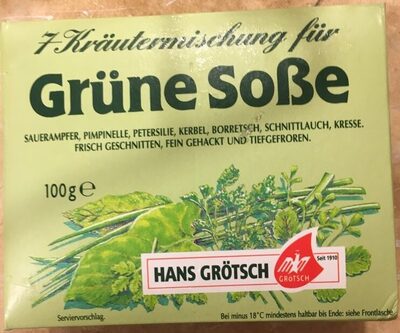 7-Kräutermischung für
Grüne Soße
SAUERAMPFER, PIMPINELLE, PETERSILIE, KERBEL, BORRETSCH, SCHNITTLAUCH, KRESSE.
FRISCH GESCHNITTEN, FEIN GEHACKT UND TIEFGEFROREN.
100 g ℮
HANS GRÖTSCH
Seit 1910
GRÖTSCH
Serviervorschlag.
Bei minus 18°C mindestens haltbar bis Ende: siehe Frontlasche